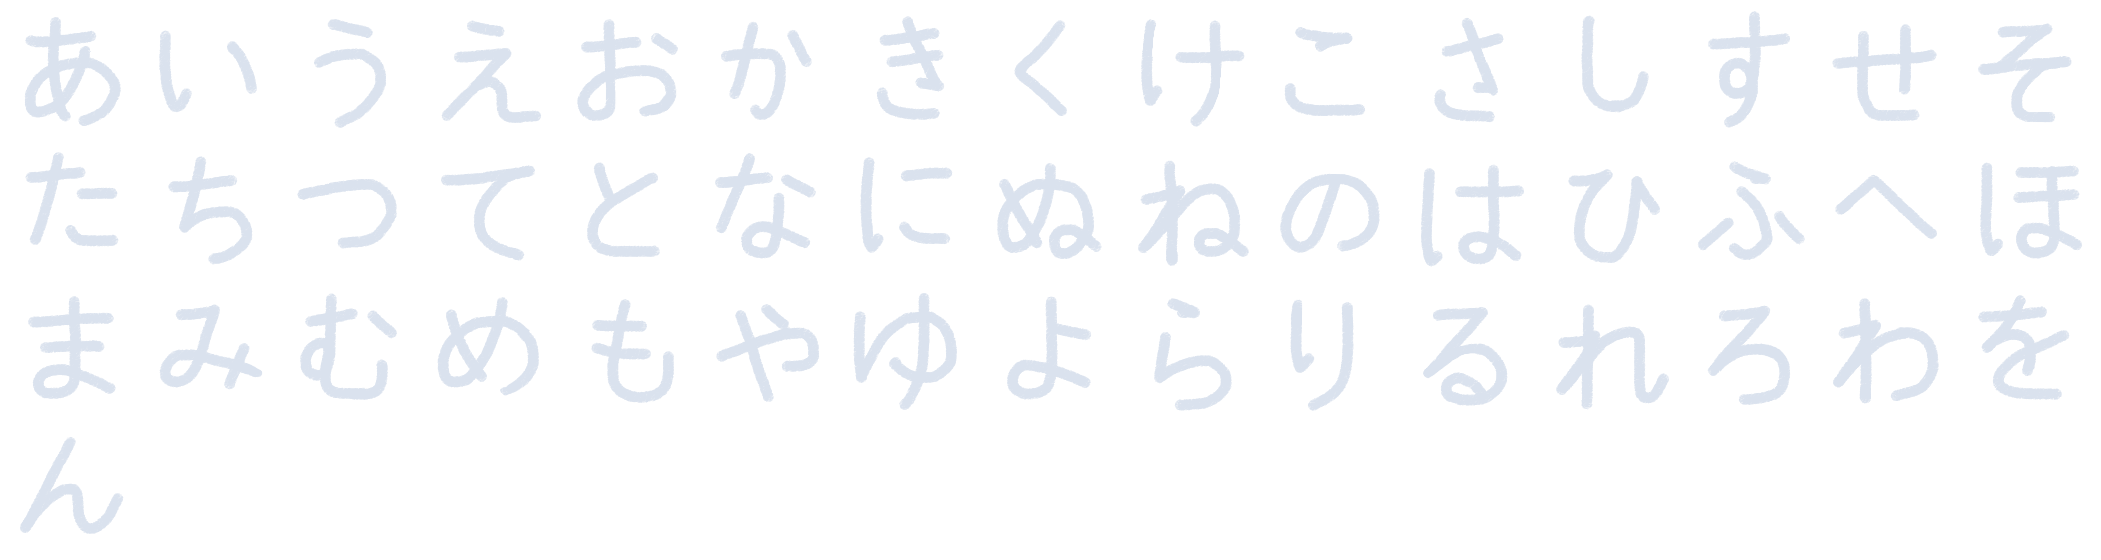 あいうえおかきくけこさしすせそ
たちつてとなにぬねのはひふへほ
まみむめもやゆよらりるれろわを
ん